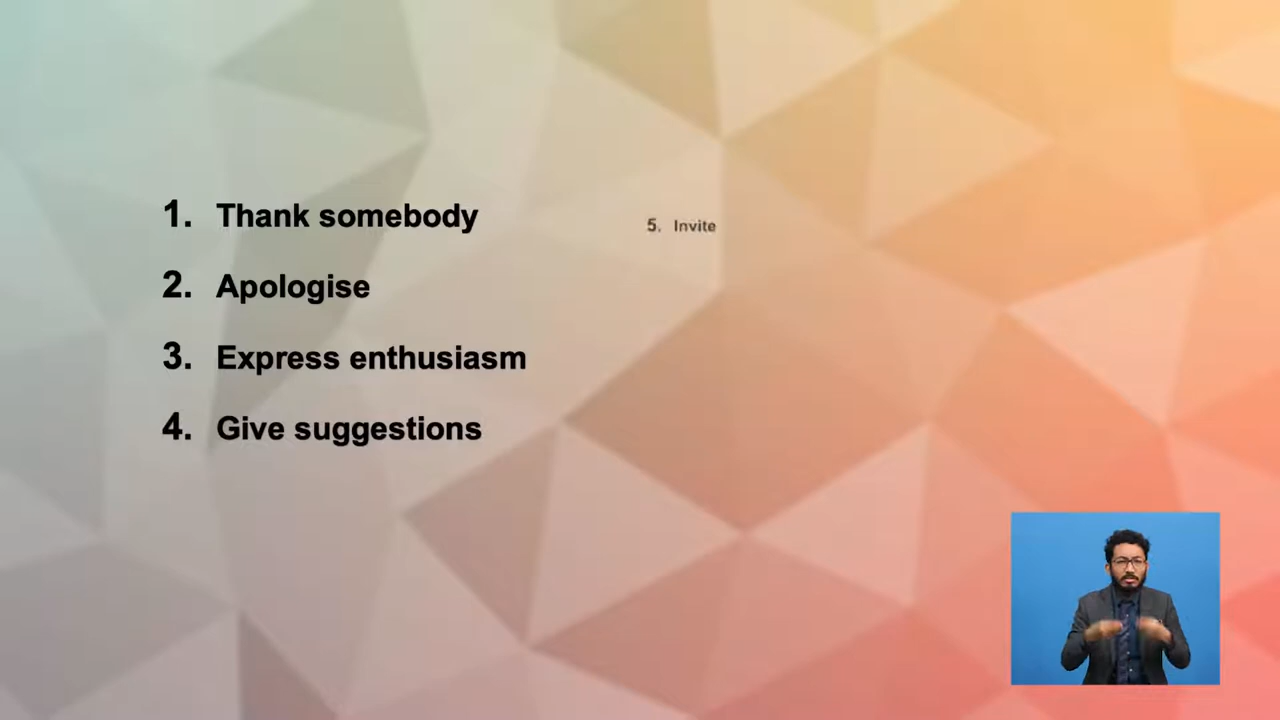 1. Thank somebody
2. Apologise
3. Express enthusiasm
4. Give suggestions
5. Invite